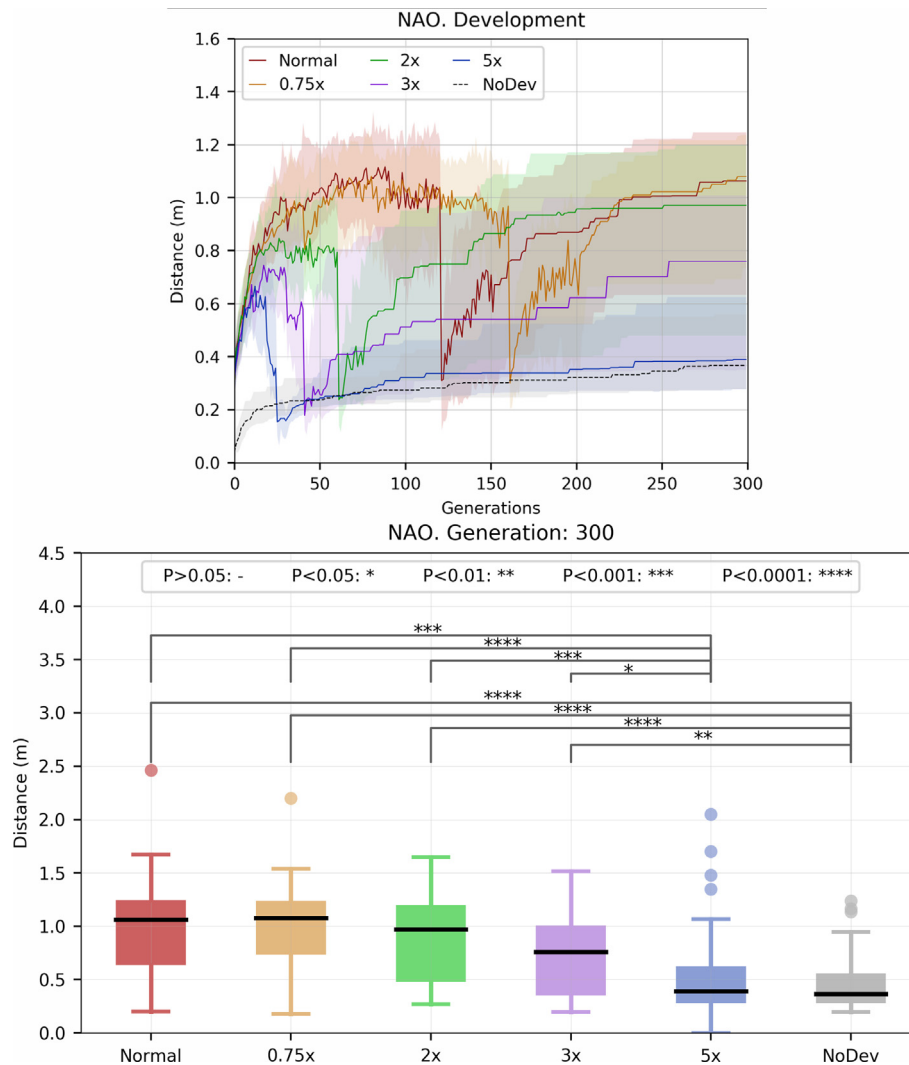 NAO. Development
Normal 2x 5x
0.75x 3x NoDev
1.6
1.4
1.2
1.0
0.8
0.6
0.4
0.2
0.0
Distance (m)
0 50 100 150 200 250 300
Generations
NAO. Generation: 300
P>0.05: - P<0.05: * P<0.01: ** P<0.001: *** P<0.0001: ****
4.5
4.0
3.5
3.0
2.5
2.0
1.5
1.0
0.5
0.0
Distance (m)
***
****
***
*
****
****
****
**
Normal 0.75x 2x 3x 5x NoDev